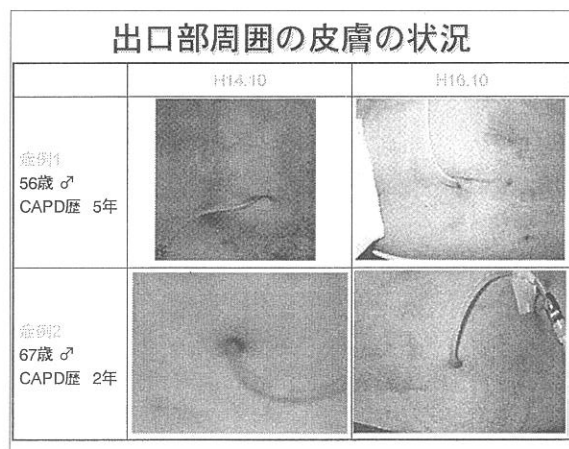 出口部周囲の皮膚の状況
H14.10
H16.10
症例1
56歳 ♂
CAPD歴 5年
症例2
67歳 ♂
CAPD歴 2年